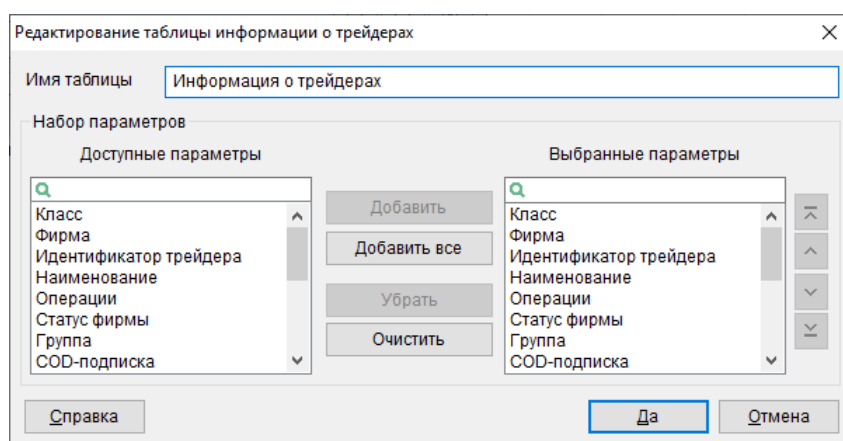 Редактирование таблицы информации о трейдерах
Имя таблицы
Информация о трейдерах
Набор параметров
Доступные параметры
Класс
Фирма
Идентификатор трейдера
Наименование
Операции
Статус фирмы
Группа
COD-подписка
Добавить
Добавить все
Убрать
Очистить
Выбранные параметры
Класс
Фирма
Идентификатор трейдера
Наименование
Операции
Статус фирмы
Группа
COD-подписка
Справка
Да
Отмена